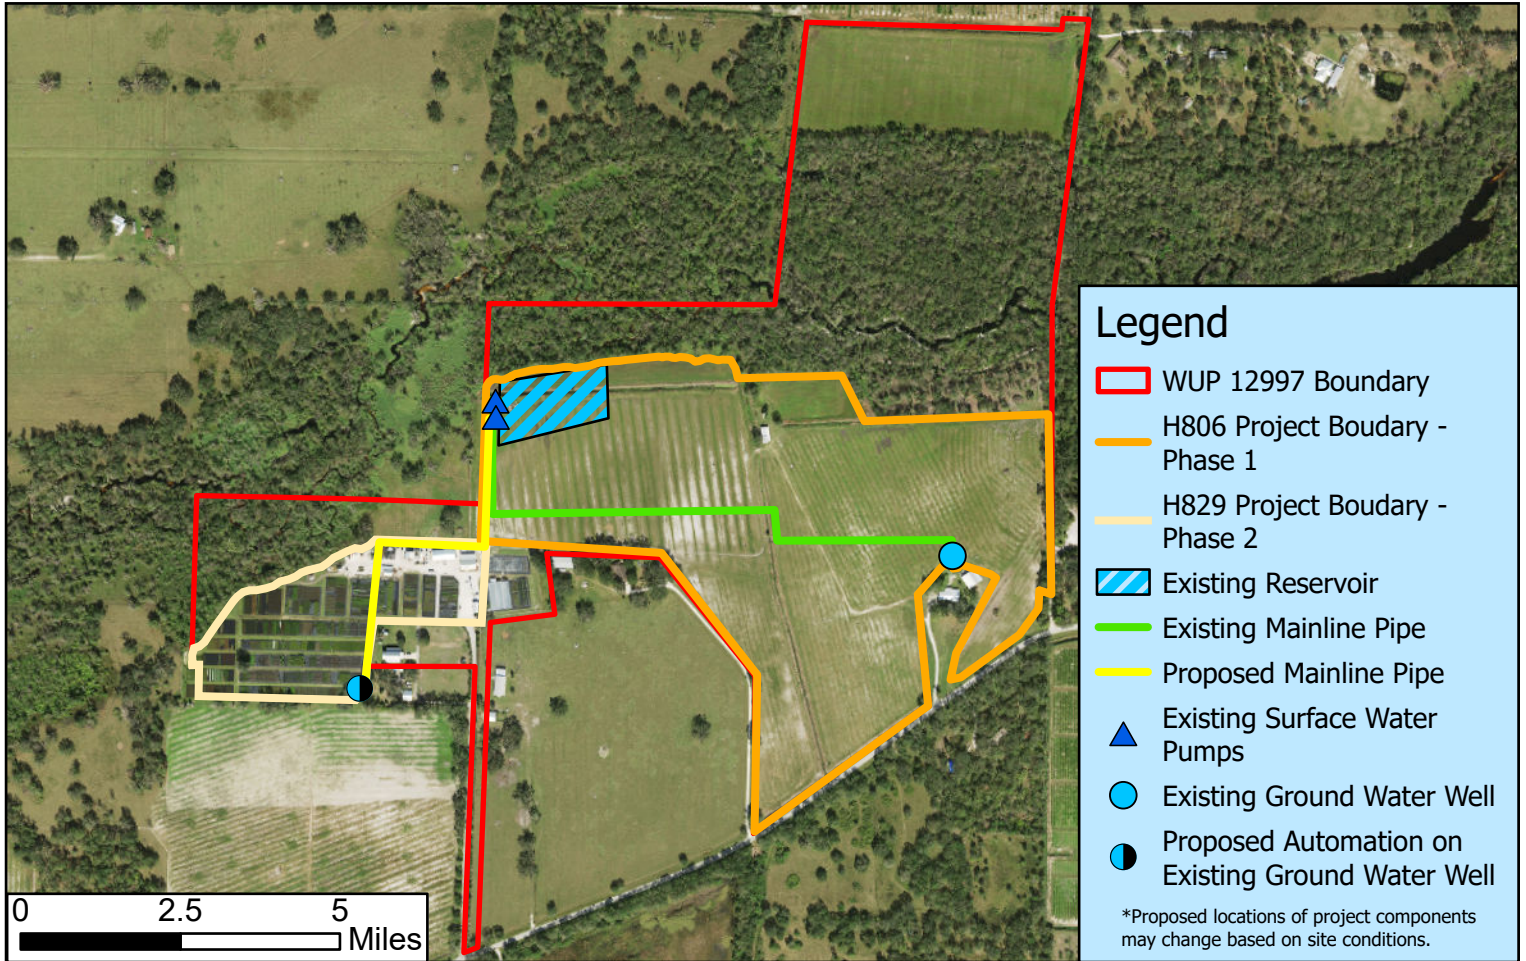 Legend
WUP 12997 Boundary
H806 Project Boudary -
Phase 1
H829 Project Boudary -
Phase 2
Existing Reservoir
Existing Mainline Pipe
Proposed Mainline Pipe
Existing Surface Water
Pumps
Existing Ground Water Well
Proposed Automation on
Existing Ground Water Well
*Proposed locations of project components
may change based on site conditions.
0 2.5 5
Miles